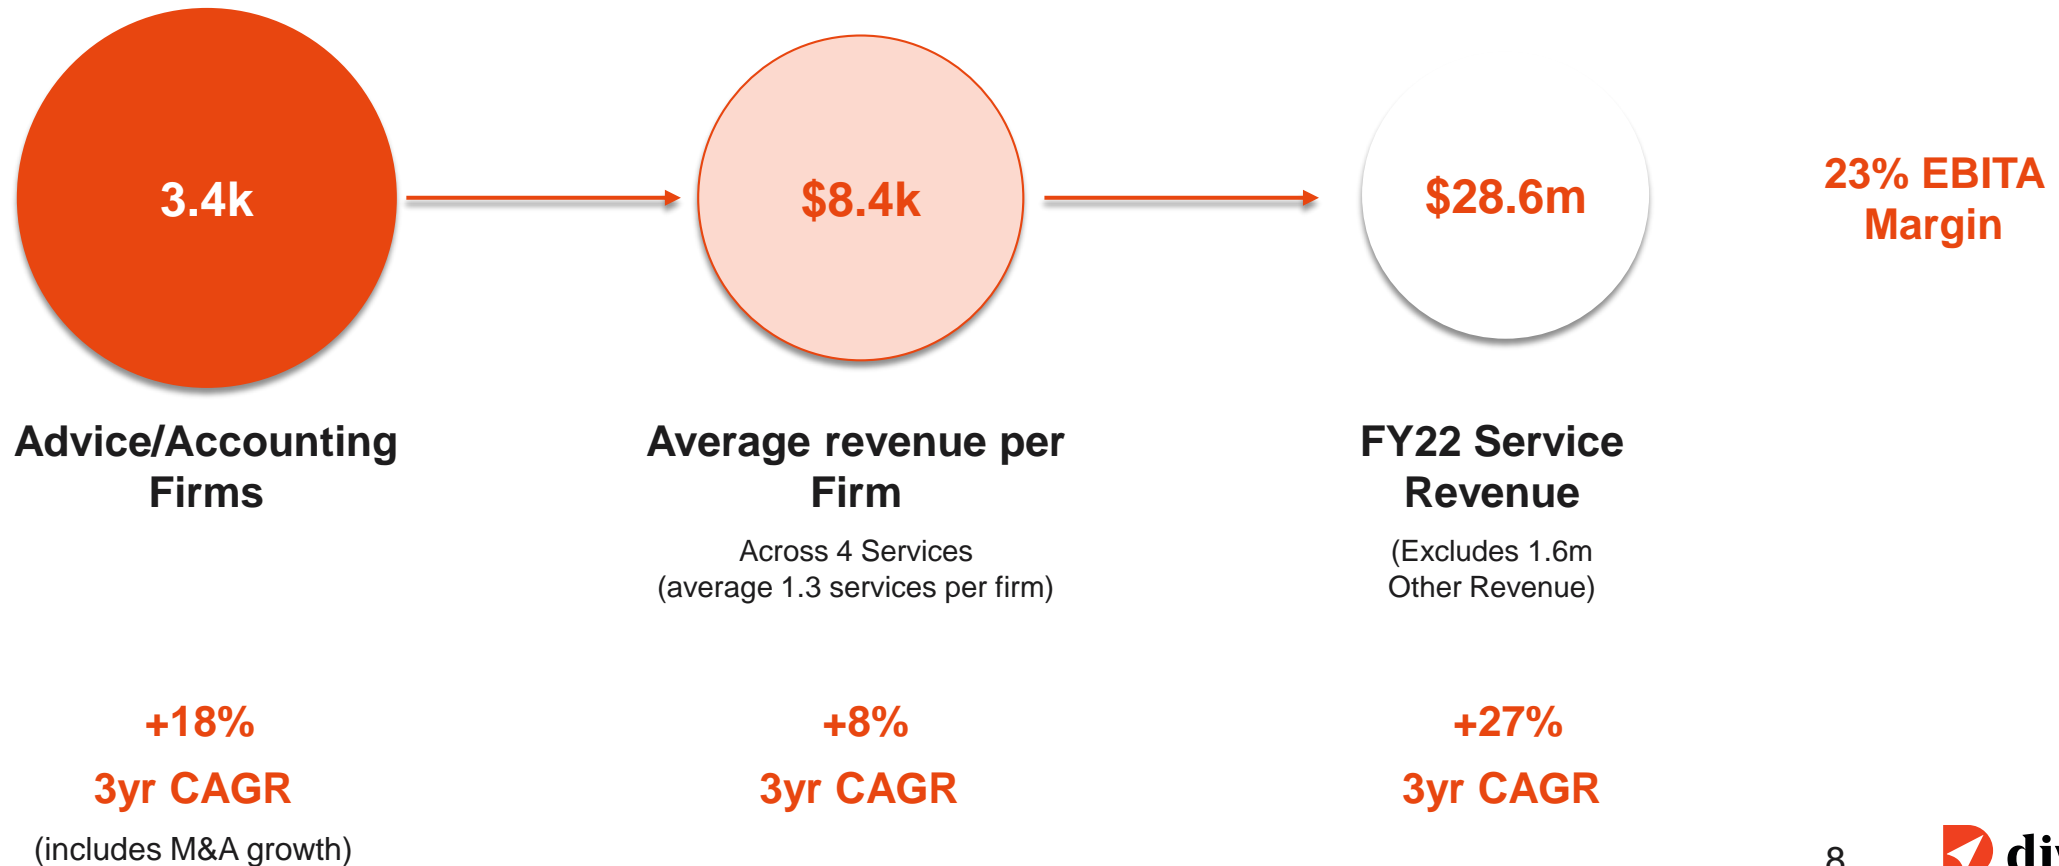 3.4k
$8.4k
$28.6m
23% EBITA
Margin
Advice/Accounting
Firms
Average revenue per
Firm
Across 4 Services
(average 1.3 services per firm)
FY22 Service
Revenue
(Excludes 1.6m
Other Revenue)
+18%
3yr CAGR
(includes M&A growth)
+8%
3yr CAGR
+27%
3yr CAGR
8